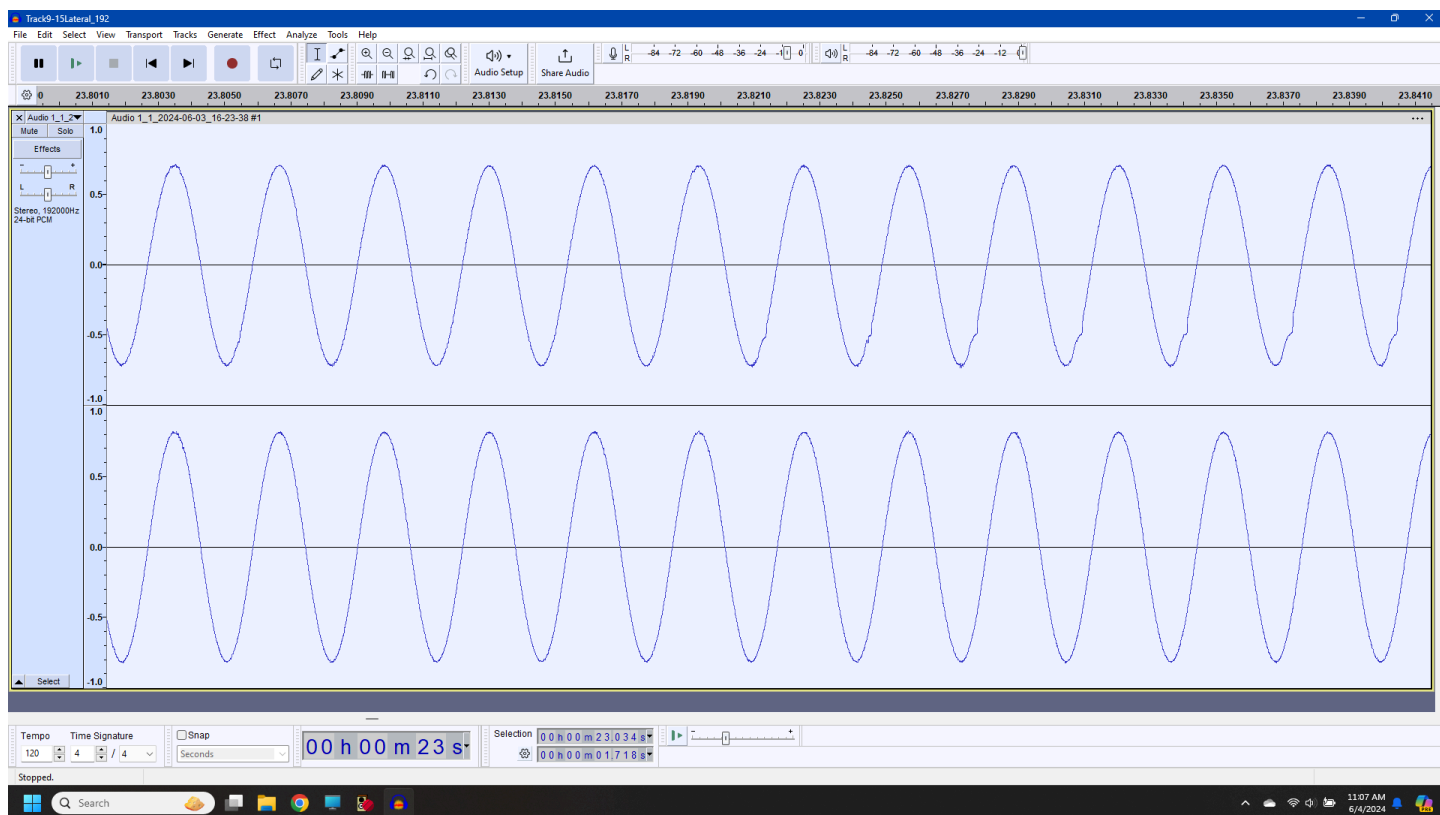 Track9-15Lateral_192
File Edit Select View Transport Tracks Generate Effect Analyze Tools Help
Audio Setup
Share Audio
L R -84 -72 -60 -48 -36 -24 -12 0
L R -84 -72 -60 -48 -36 -24 -12 0
0 23.8010 23.8030 23.8050 23.8070 23.8090 23.8110 23.8130 23.8150 23.8170 23.8190 23.8210 23.8230 23.8250 23.8270 23.8290 23.8310 23.8330 23.8350 23.8370 23.8390 23.8410
Audio 1_1_2
Audio 1_1_2024-06-03_16-23-38 #1
Mute Solo
Effects
- +
L R
Stereo, 192000Hz
24-bit PCM
Select
1.0
0.5
0.0
-0.5
-1.0
1.0
0.5
0.0
-0.5
-1.0
Tempo Time Signature
120 4 / 4
Snap
Seconds
00 h 00 m 23 s
Selection
00 h 00 m 23.034 s
00 h 00 m 01.718 s
- +
Stopped.
Search
11:07 AM
6/4/2024
PRE